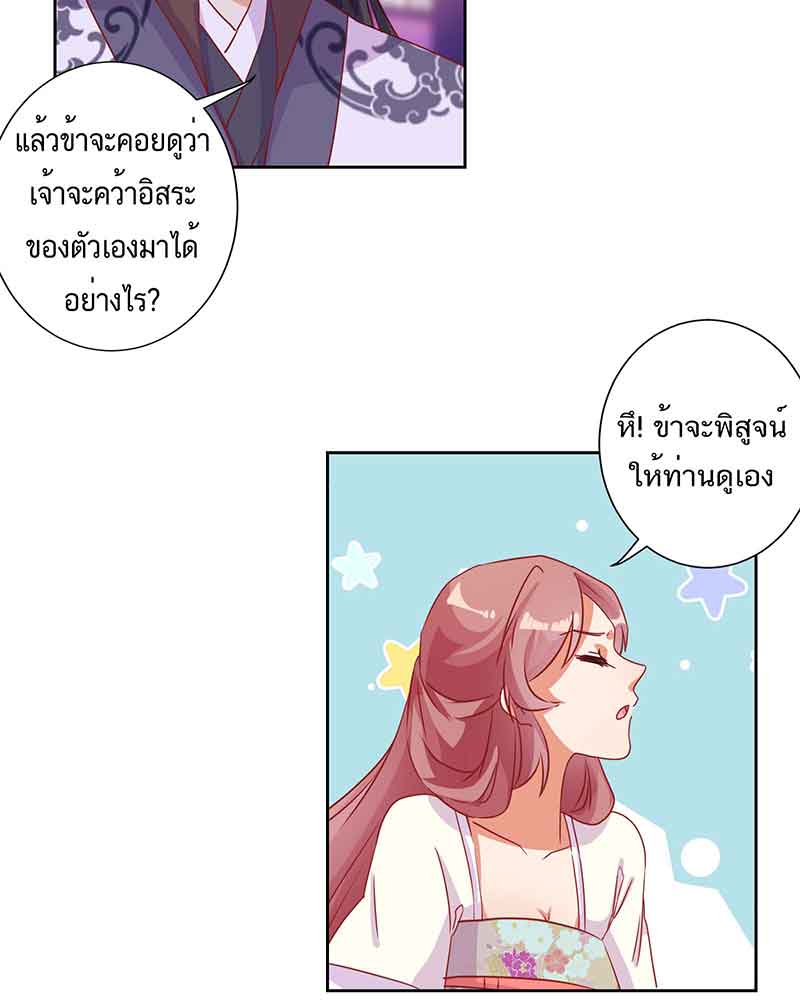 แล้วข้าจะคอยดูว่า
เจ้าจะคว้าอิสระ
ของตัวเองมาได้
อย่างไร?
หึ! ข้าจะพิสูจน์
ให้ท่านดูเอง